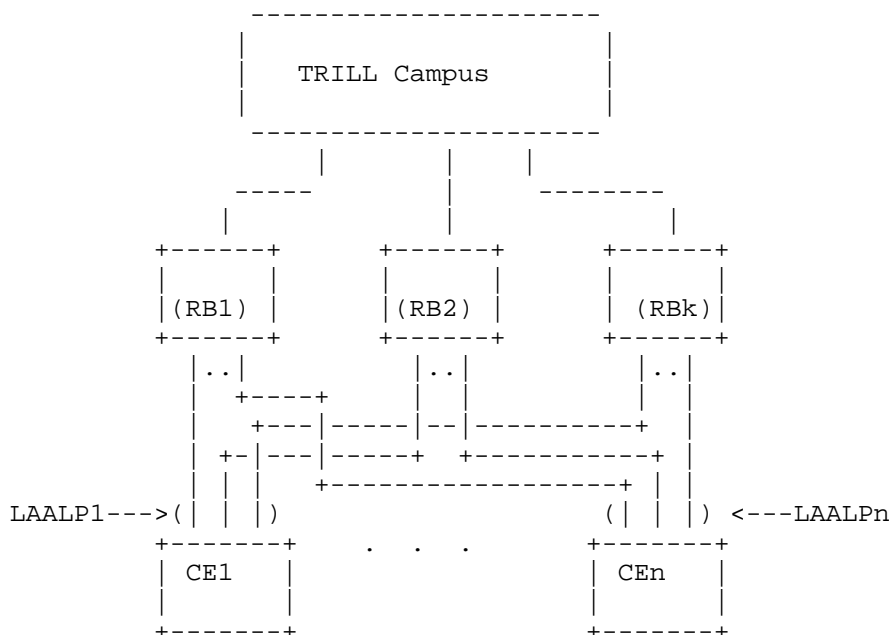 TRILL Campus
(RB1) (RB2) (RBk)
LAALP1--->( ) ( ) <---LAALPn
CE1 . . . CEn